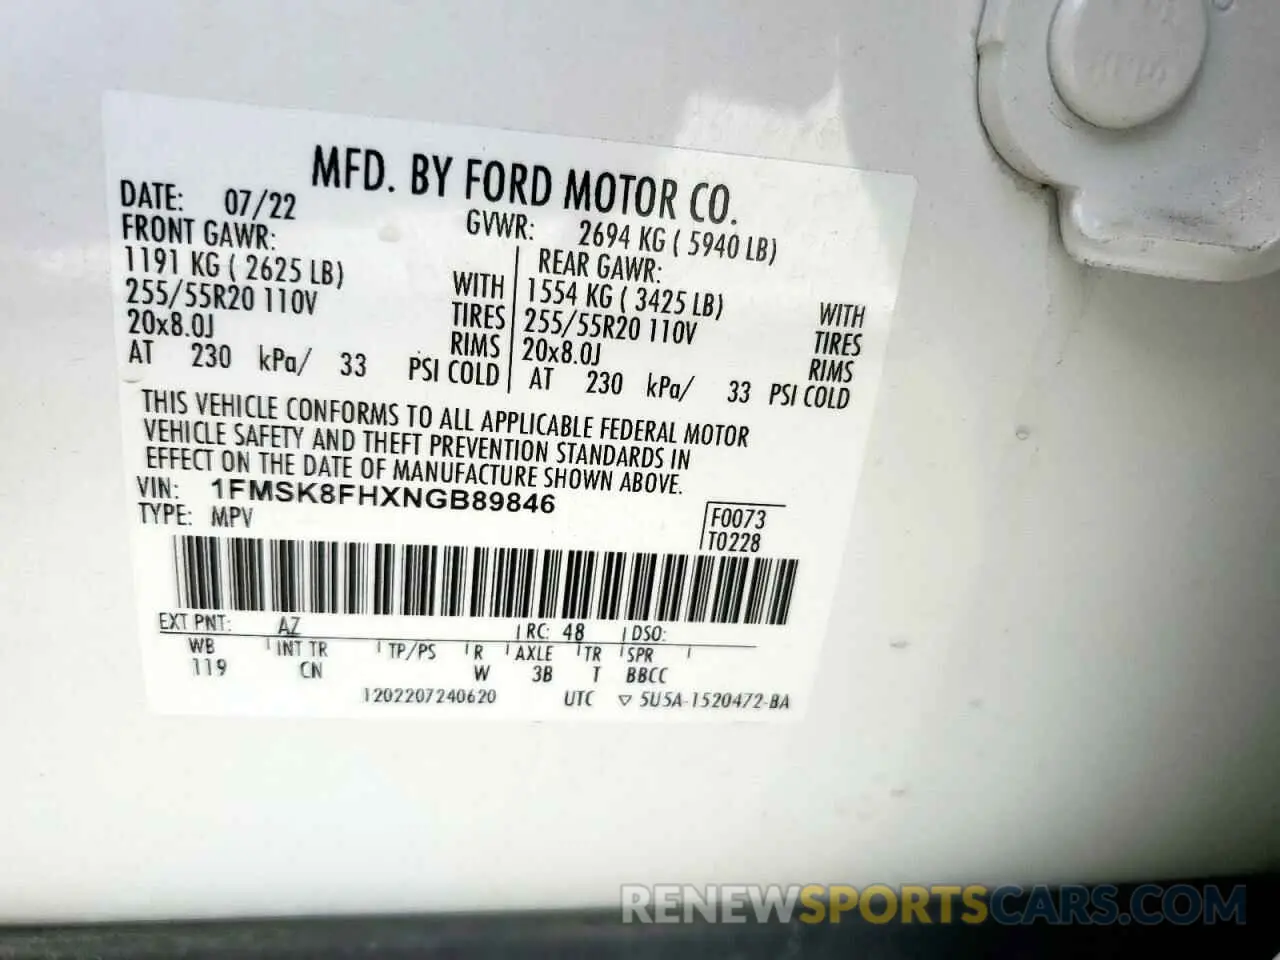 MFD. BY FORD MOTOR CO.
DATE: 07/22 GVWR: 2694 KG ( 5940 LB)
FRONT GAWR: REAR GAWR:
1191 KG ( 2625 LB) WITH 1554 KG ( 3425 LB) WITH
255/55R20 110V TIRES 255/55R20 110V TIRES
20x8.0J RIMS 20x8.0J RIMS
AT 230 kPa/ 33 PSI COLD AT 230 kPa/ 33 PSI COLD
THIS VEHICLE CONFORMS TO ALL APPLICABLE FEDERAL MOTOR
VEHICLE SAFETY AND THEFT PREVENTION STANDARDS IN
EFFECT ON THE DATE OF MANUFACTURE SHOWN ABOVE.
VIN: 1FMSK8FHXNGB89846
TYPE: MPV F0073
T0228
EXT PNT: AZ RC: 48 DSO:
WB INT TR TP/PS R AXLE TR SPR
119 CN W 3B T BBCC
1202207240620 UTC ▽ 5U5A-1520472-BA
RENEWSPORTSCARS.COM